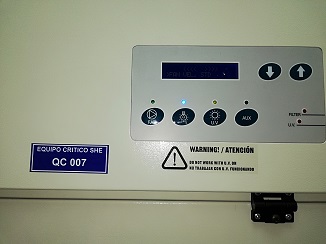 FILTER
U.V.
U.V
AUX
EQUIPO CRITICO SHE
QC 007
WARNING! / ATENCIÓN
DO NOT WORK WITH U.V. ON
NO TRABAJAR CON U.V. FUNCIONANDO